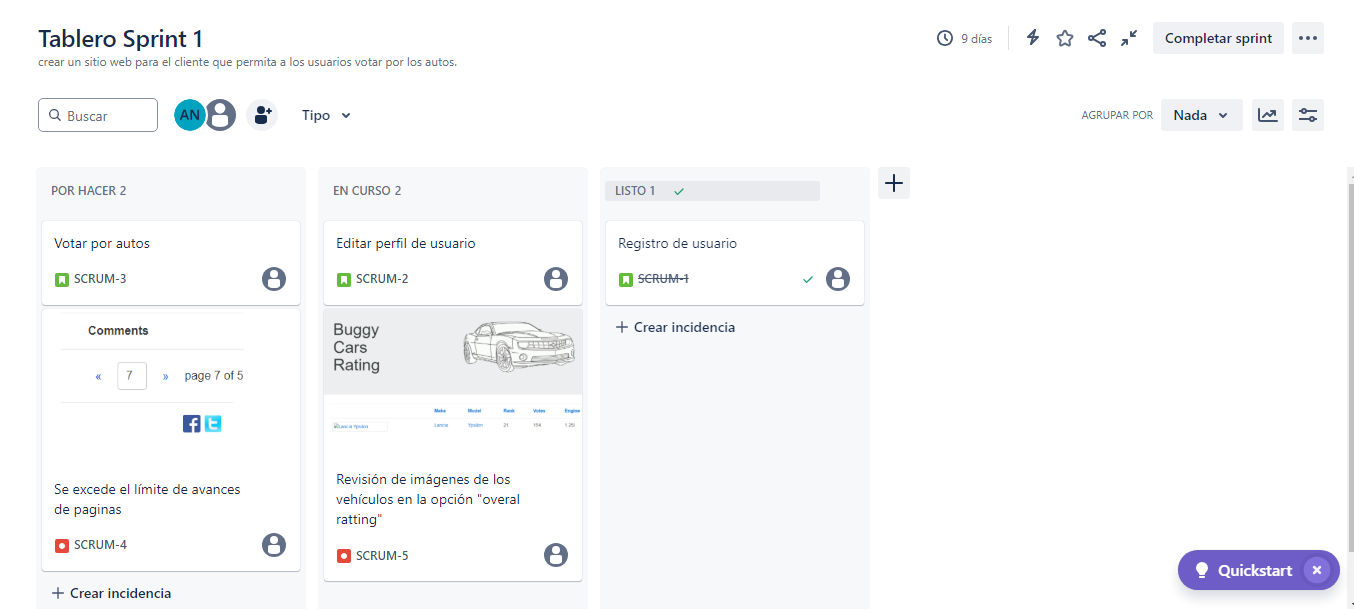 Tablero Sprint 1
crear un sitio web para el cliente que permita a los usuarios votar por los autos.
9 días
Completar sprint
Buscar
AN
Tipo
AGRUPAR POR
Nada
POR HACER 2
Votar por autos
SCRUM-3
Comments
« 7 » page 7 of 5
Se excede el límite de avances
de paginas
SCRUM-4
+ Crear incidencia
EN CURSO 2
Editar perfil de usuario
SCRUM-2
Buggy
Cars
Rating
Make Model Rank Votes Engine
Lancia Ypsilon
Lancia Ypsilon 21 154 1.25l
Revisión de imágenes de los
vehículos en la opción "overal
ratting"
SCRUM-5
LISTO 1
Registro de usuario
SCRUM-1
+ Crear incidencia
Quickstart